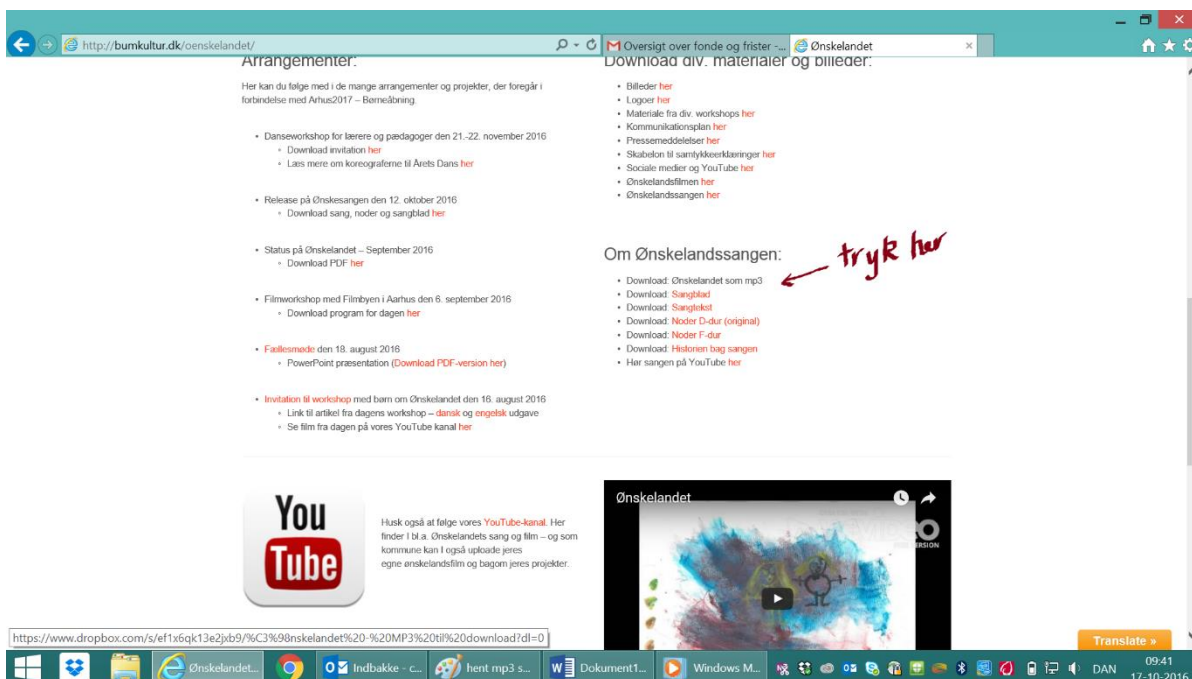 http://bumkultur.dk/oenskelandet/
Oversigt over fonde og frister -...
Ønskelandet
Arrangementer:
Her kan du følge med i de mange arrangementer og projekter, der foregår i
forbindelse med Arhus2017 – Børneåbning.
Danseworkshop for lærere og pædagoger den 21.-22. november 2016
Download invitation her
Læs mere om koreograferne til Årets Dans her
Release på Ønskesangen den 12. oktober 2016
Download sang, noder og sangblad her
Status på Ønskelandet – September 2016
Download PDF her
Filmworkshop med Filmbyen i Aarhus den 6. september 2016
Download program for dagen her
Fællesmøde den 18. august 2016
PowerPoint præsentation (Download PDF-version her)
Invitation til workshop med børn om Ønskelandet den 16. august 2016
Link til artikel fra dagens workshop – dansk og engelsk udgave
Se film fra dagen på vores YouTube kanal her
Download div. materialer og billeder:
Billeder her
Logoer her
Materiale fra div. workshops her
Kommunikationsplan her
Pressemeddelelser her
Skabelon til samtykkeerklæringer her
Sociale medier og YouTube her
Ønskelandsfilmen her
Ønskelandssangen her
Om Ønskelandssangen:
tryk her
Download: Ønskelandet som mp3
Download: Sangblad
Download: Sangtekst
Download: Noder D-dur (original)
Download: Noder F-dur
Download: Historien bag sangen
Hør sangen på YouTube her
You
Tube
Husk også at følge vores YouTube-kanal. Her
finder I bl.a. Ønskelandets sang og film – og som
kommune kan I også uploade jeres
egne ønskelandsfilm og bagom jeres projekter.
Ønskelandet
https://www.dropbox.com/s/ef1x6qk13e2jxb9/%C3%98nskelandet%20-%20MP3%20til%20download?dl=0
Translate »
Ønskelandet...
Indbakke - c...
hent mp3 s...
Dokument1...
Windows M...
DAN
09:41
17-10-2016